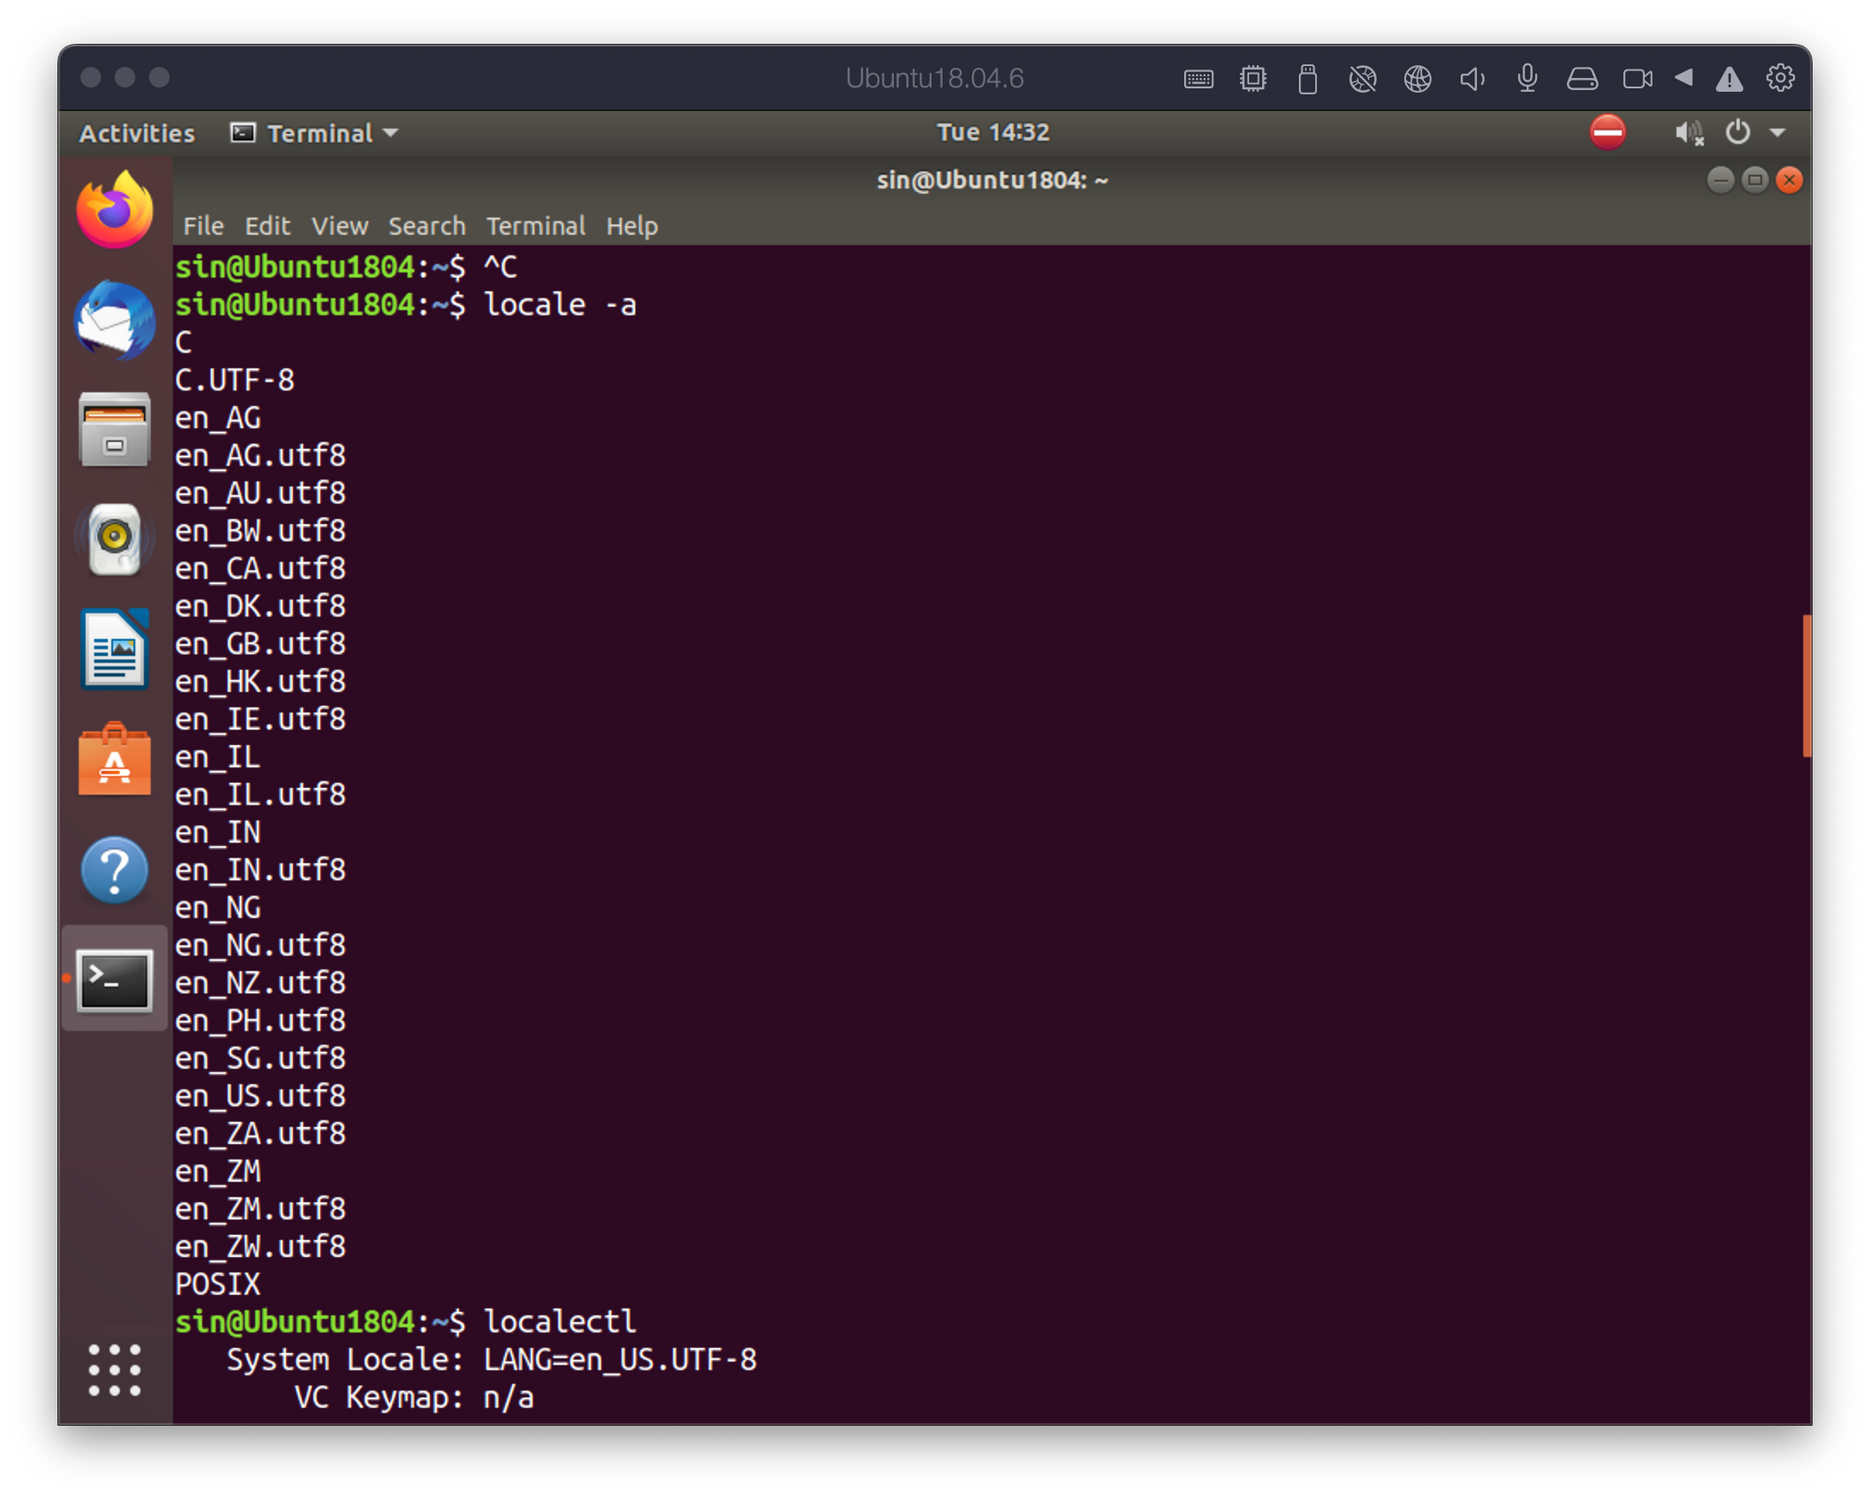 Ubuntu18.04.6
Activities Terminal Tue 14:32
sin@Ubuntu1804: ~
File Edit View Search Terminal Help
sin@Ubuntu1804:~$ ^C
sin@Ubuntu1804:~$ locale -a
C
C.UTF-8
en_AG
en_AG.utf8
en_AU.utf8
en_BW.utf8
en_CA.utf8
en_DK.utf8
en_GB.utf8
en_HK.utf8
en_IE.utf8
en_IL
en_IL.utf8
en_IN
en_IN.utf8
en_NG
en_NG.utf8
en_NZ.utf8
en_PH.utf8
en_SG.utf8
en_US.utf8
en_ZA.utf8
en_ZM
en_ZM.utf8
en_ZW.utf8
POSIX
sin@Ubuntu1804:~$ localectl
System Locale: LANG=en_US.UTF-8
VC Keymap: n/a